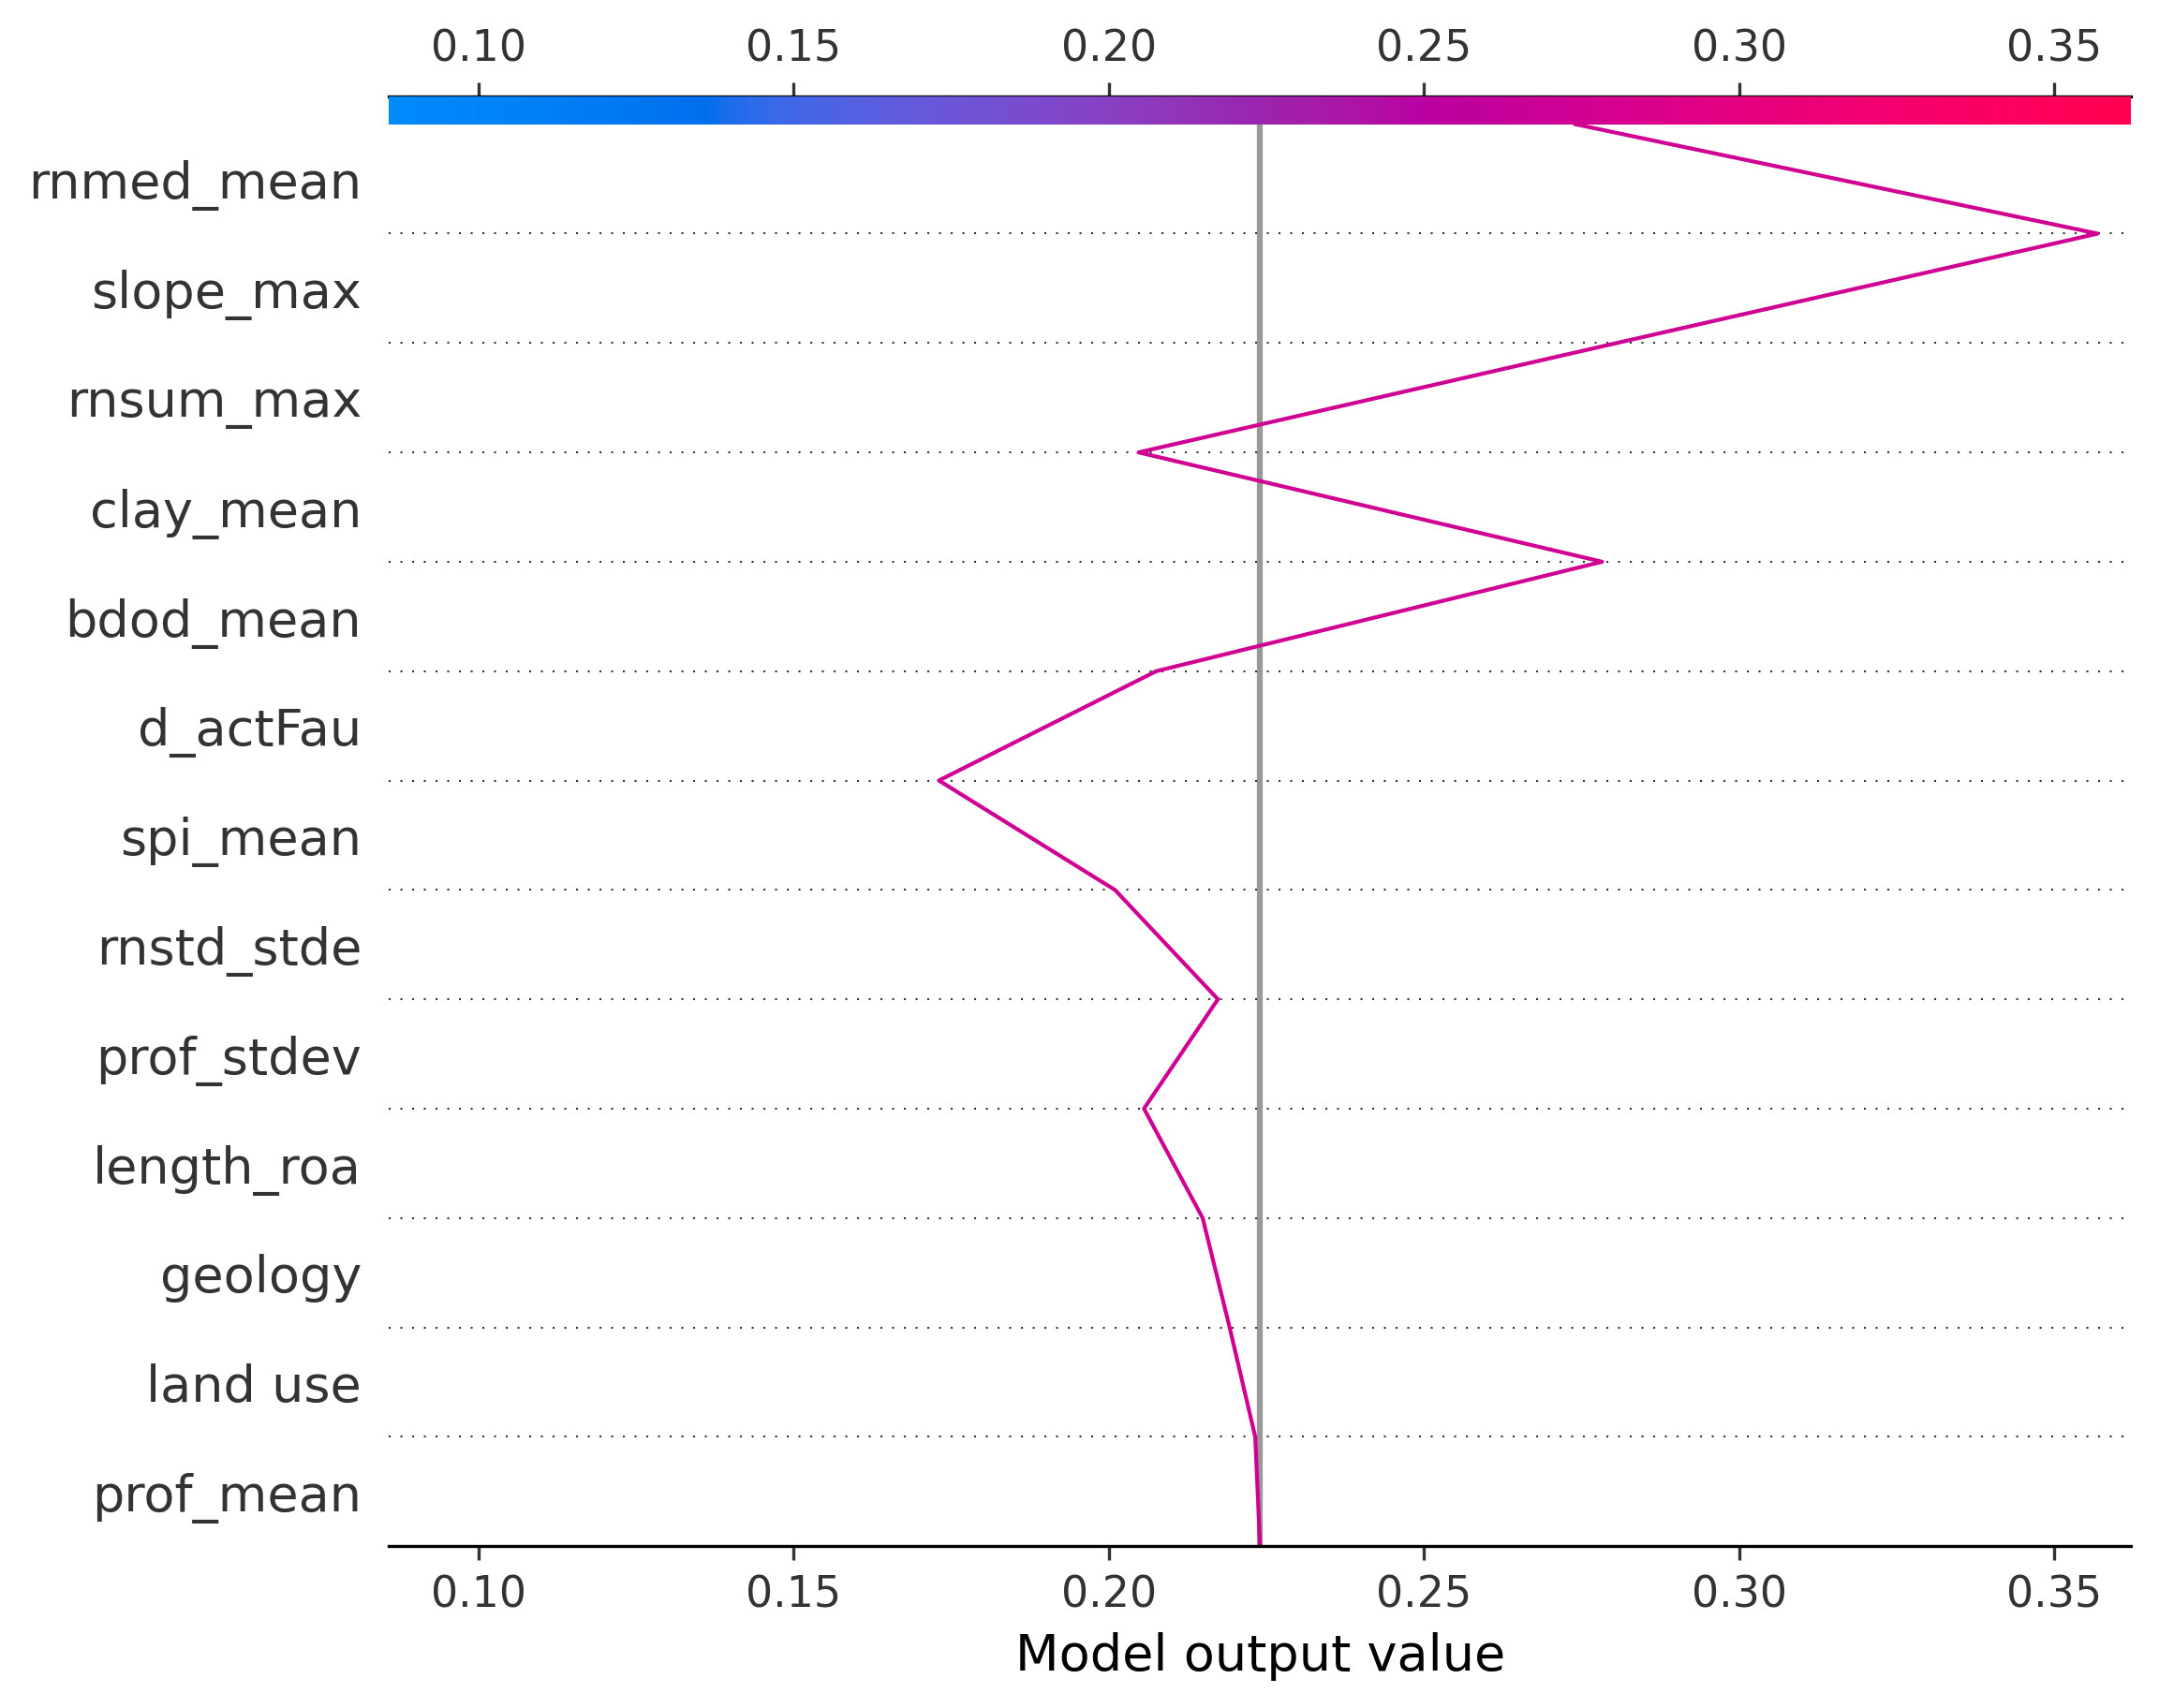 0.10 0.15 0.20 0.25 0.30 0.35
rnmed_mean
slope_max
rnsum_max
clay_mean
bdod_mean
d_actFau
spi_mean
rnstd_stde
prof_stdev
length_roa
geology
land use
prof_mean
0.10 0.15 0.20 0.25 0.30 0.35
Model output value